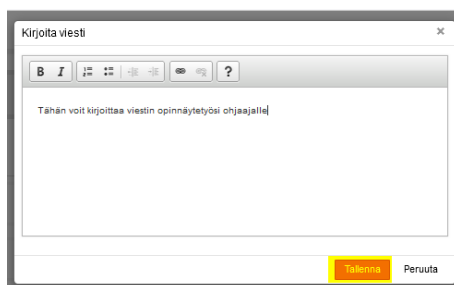 Kirjoita viesti
B I ?
Tähän voit kirjoittaa viestin opinnäytetyösi ohjaajalle
Tallenna Peruuta